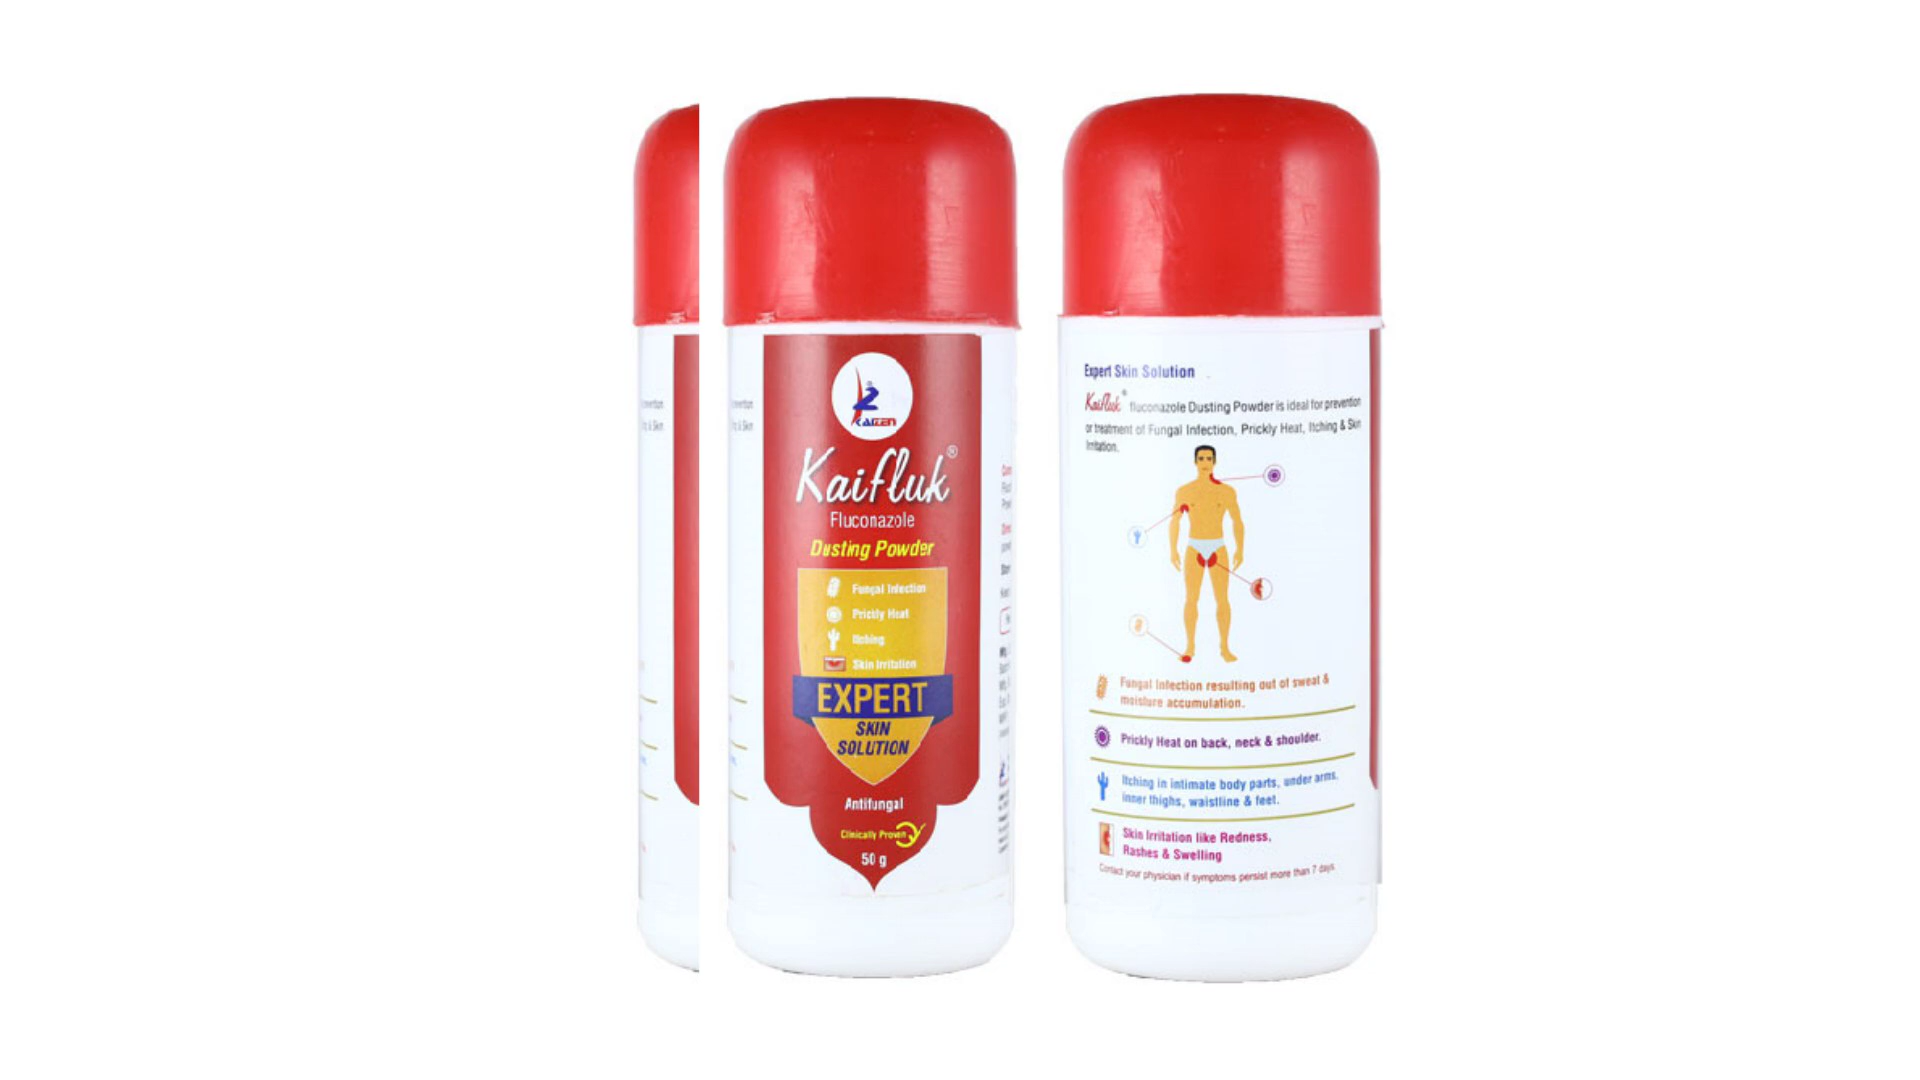 KAIZEN
Kaifluk®
Fluconazole
Dusting Powder
Fungal Infection
Prickly Heat
Itching
Skin Irritation
EXPERT
SKIN
SOLUTION
Antifungal
Clinically Proven
50 g
Expert Skin Solution
Kaifluk® fluconazole Dusting Powder is ideal for prevention
or treatment of Fungal Infection, Prickly Heat, Itching & Skin
Irritation.
Fungal Infection resulting out of sweat &
moisture accumulation.
Prickly Heat on back, neck & shoulder.
Itching in intimate body parts, under arms,
inner thighs, waistline & feet.
Skin Irritation like Redness,
Rashes & Swelling
Contact your physician if symptoms persist more than 7 days